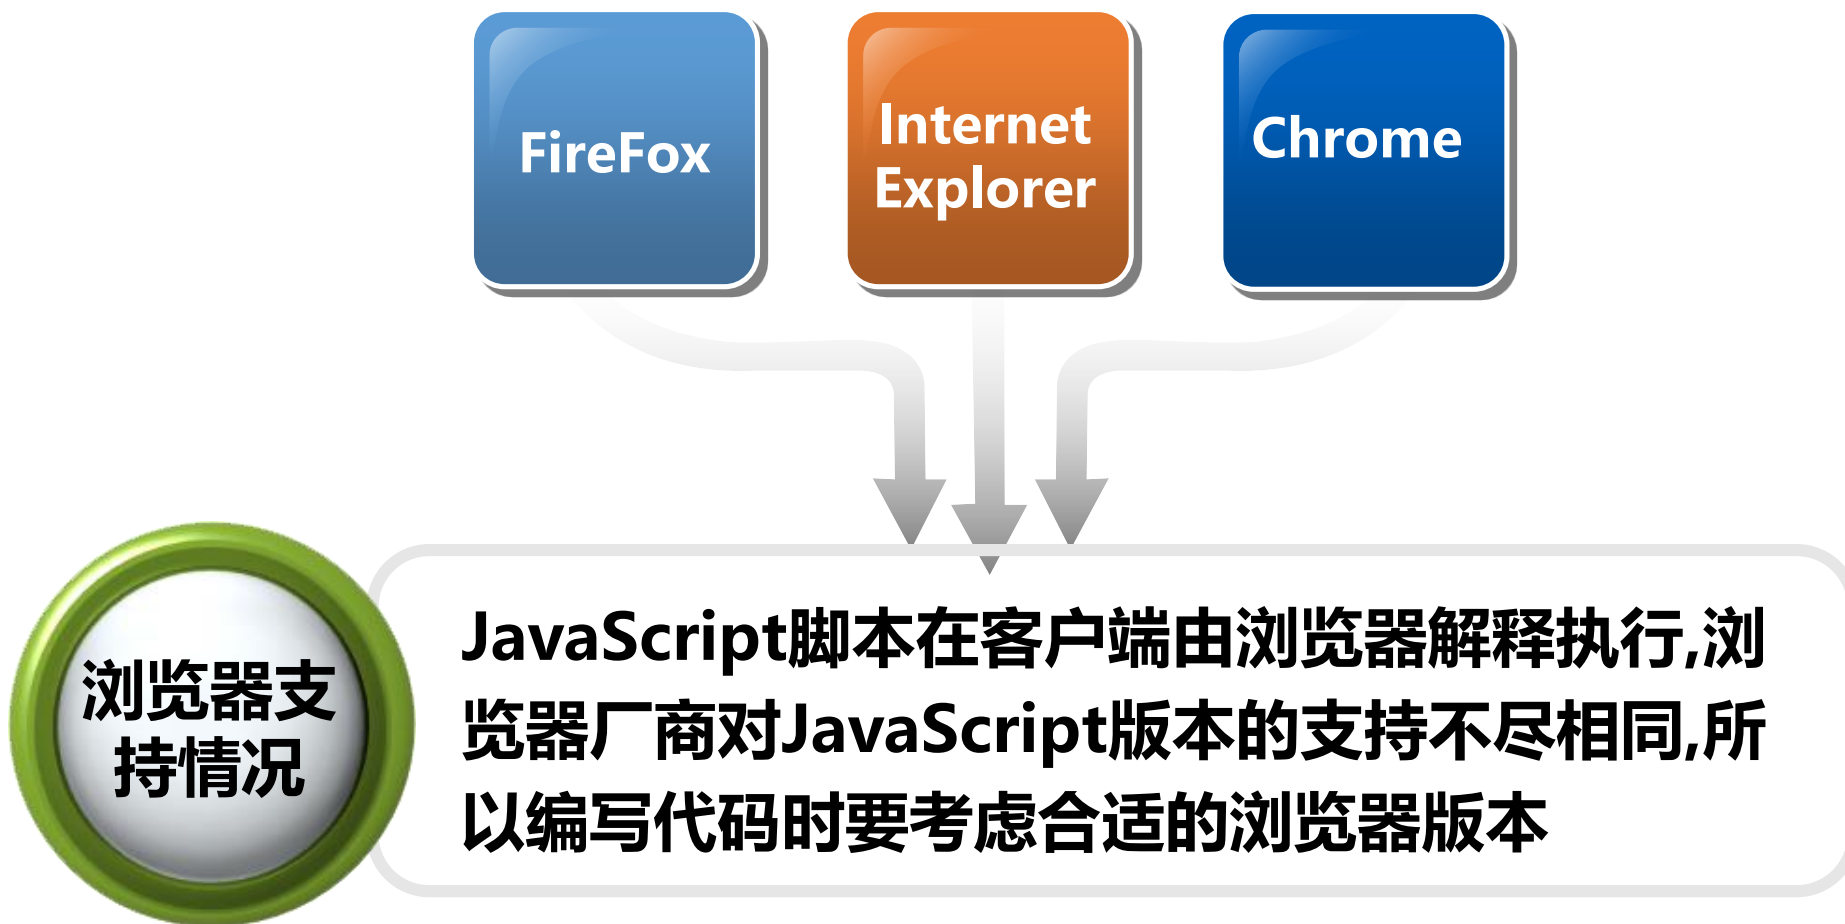 FireFox
Internet
Explorer
Chrome
浏览器支
持情况
JavaScript脚本在客户端由浏览器解释执行,浏
览器厂商对JavaScript版本的支持不尽相同,所
以编写代码时要考虑合适的浏览器版本